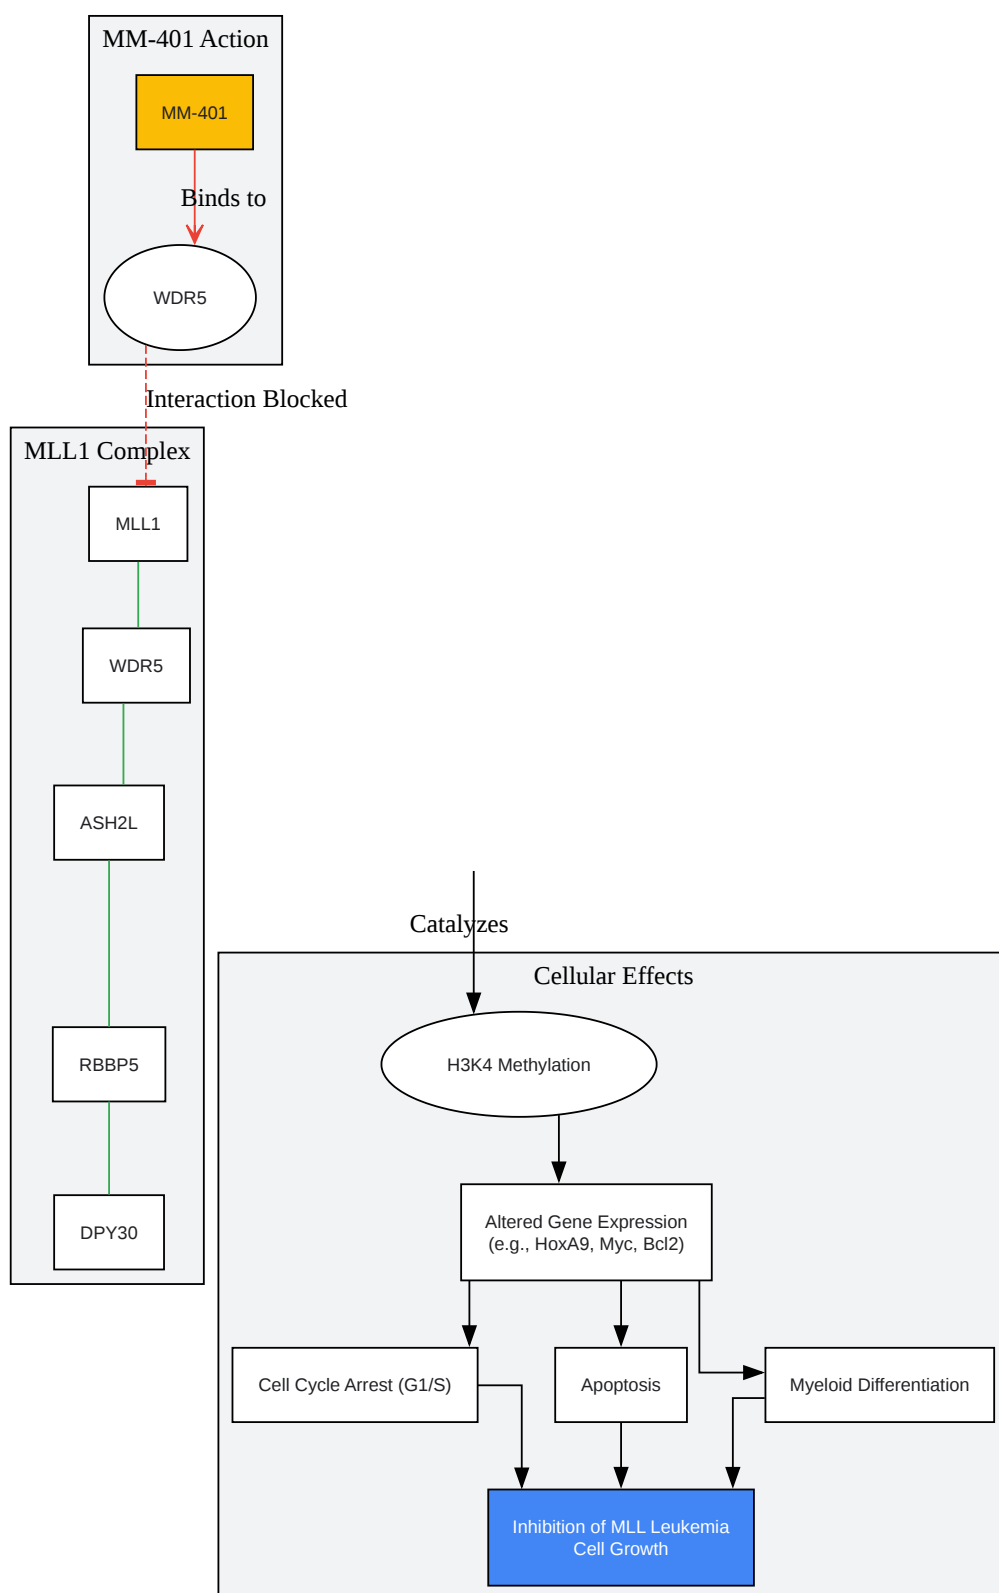 MM-401 Action
MM-401
Binds to
WDR5
Interaction Blocked
MLL1 Complex
MLL1
WDR5
ASH2L
RBBP5
DPY30
Catalyzes
Cellular Effects
H3K4 Methylation
Altered Gene Expression
(e.g., HoxA9, Myc, Bcl2)
Cell Cycle Arrest (G1/S)
Apoptosis
Myeloid Differentiation
Inhibition of MLL Leukemia
Cell Growth